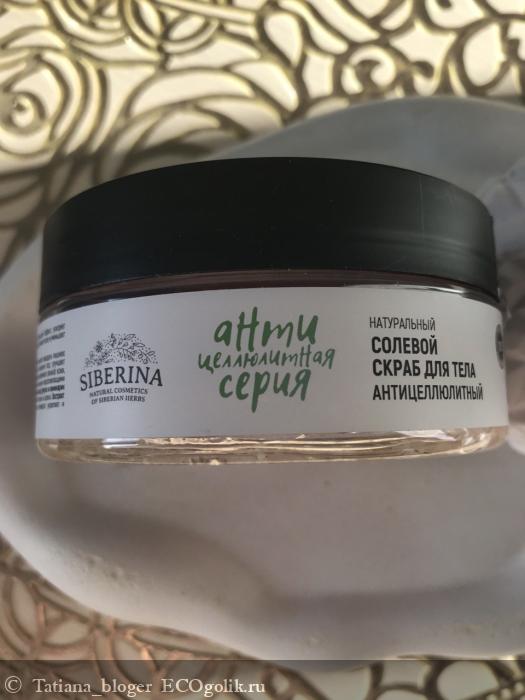 SIBERINA
NATURAL COSMETICS
OF SIBERIAN HERBS
анти
целлюлитная
серия
НАТУРАЛЬНЫЙ
СОЛЕВОЙ
СКРАБ ДЛЯ ТЕЛА
АНТИЦЕЛЛЮЛИТНЫЙ
© Tatiana_bloger ECOgolik.ru